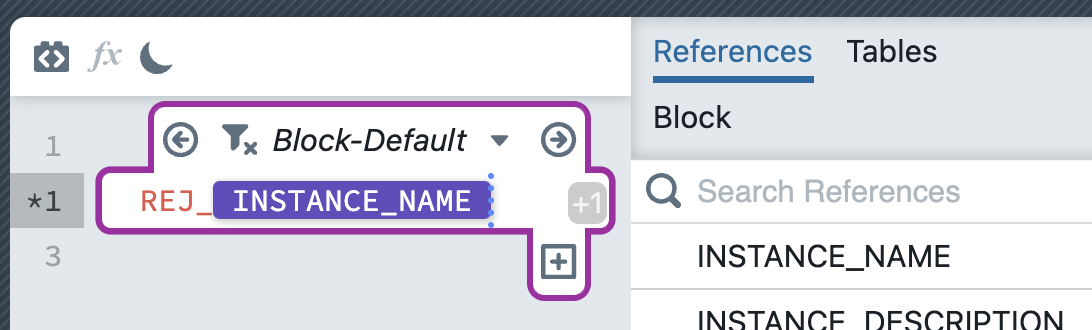 fx
References Tables
Block
1
Block-Default
*1
REJ_ INSTANCE_NAME
+1
3
Search References
INSTANCE_NAME
INSTANCE_DESCRIPTION